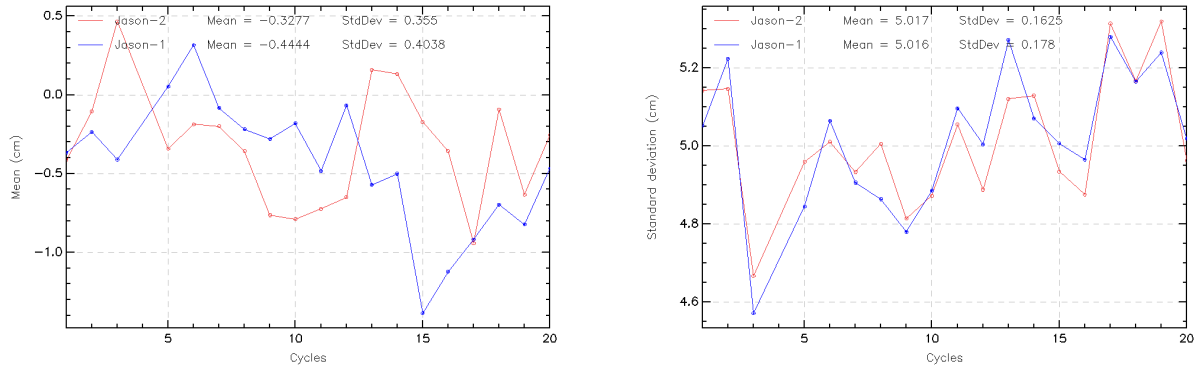 Jason-2 Mean = -0.3277 StdDev = 0.355
Jason-1 Mean = -0.4444 StdDev = 0.4038
0.0
-0.5
-1.0
Mean (cm)
5 10 15 20
Cycles
Jason-2 Mean = 5.017 StdDev = 0.1625
Jason-1 Mean = 5.016 StdDev = 0.178
5.2
5.0
4.8
4.6
Standard deviation (cm)
5 10 15 20
Cycles